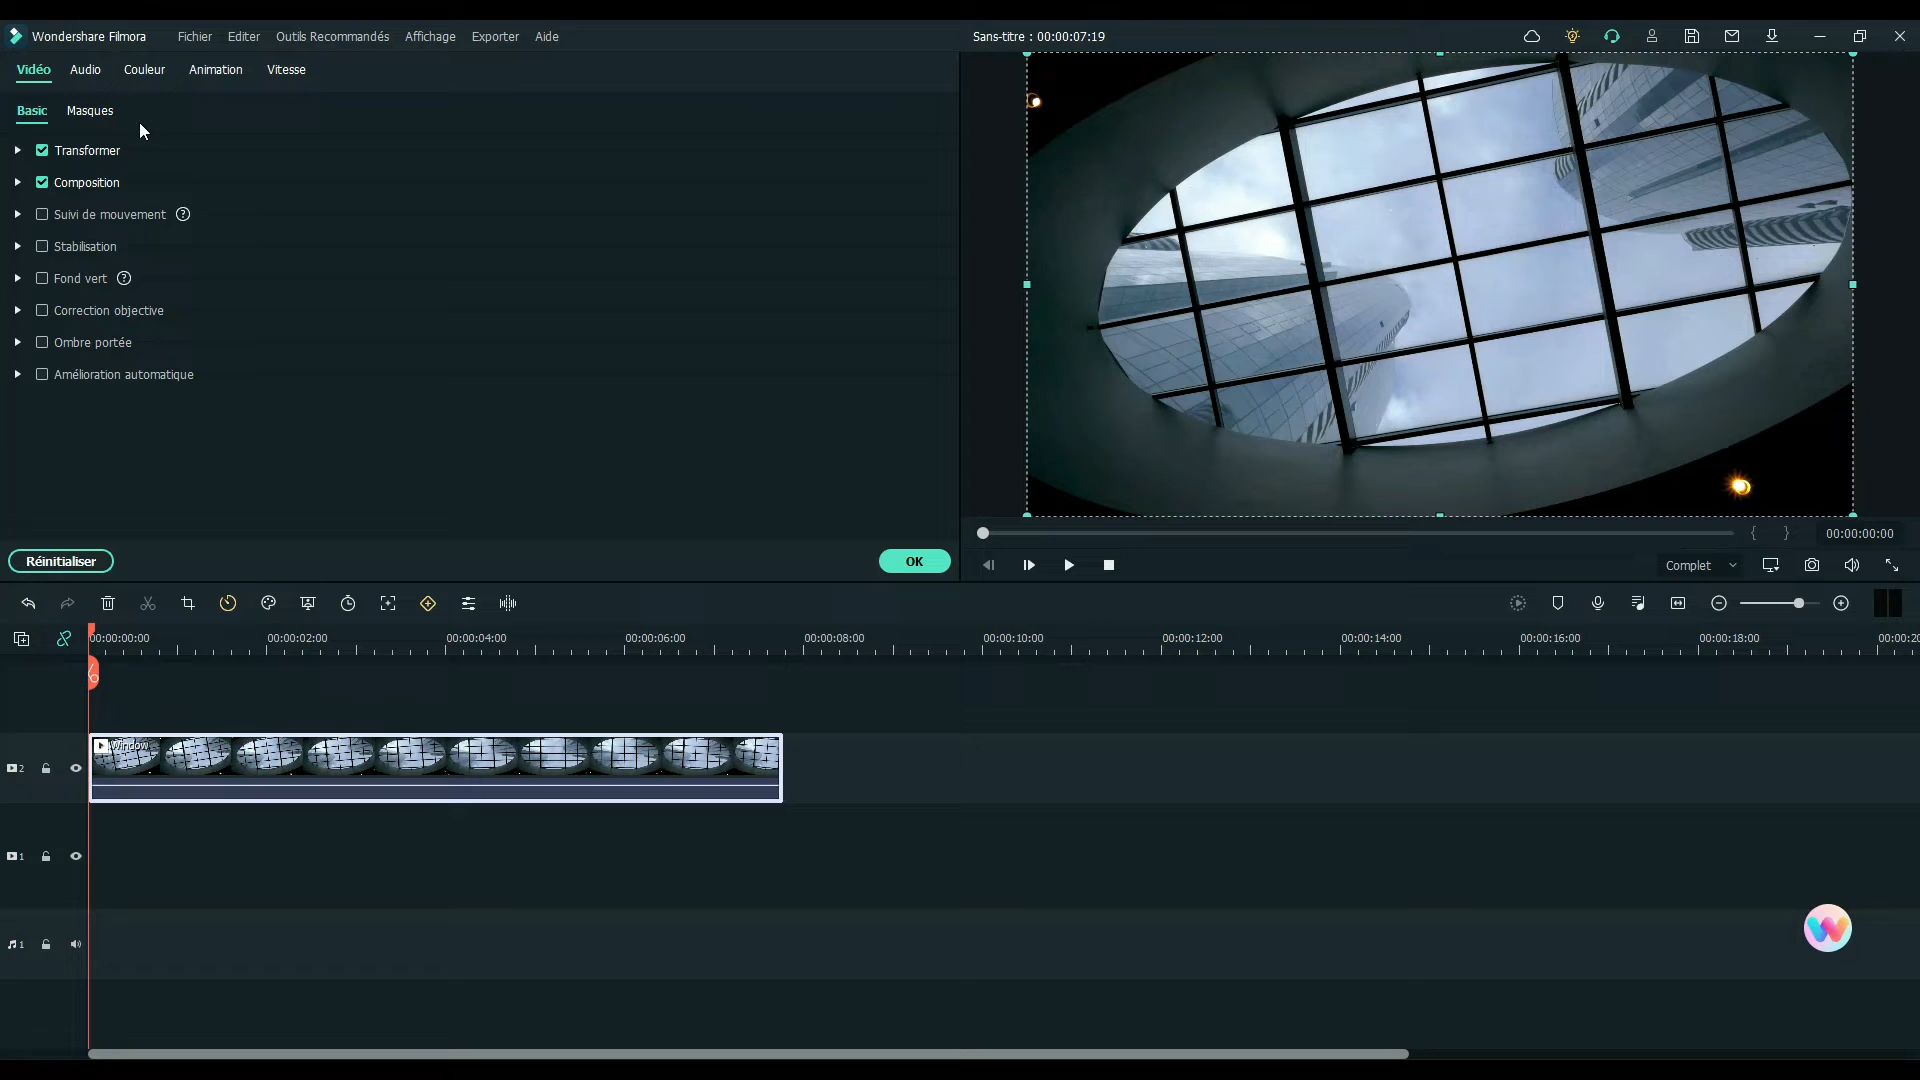 Wondershare Filmora Fichier Editer Outils Recommandés Affichage Exporter Aide
Sans-titre : 00:00:07:19
Vidéo Audio Couleur Animation Vitesse
Basic Masques
Transformer
Composition
Suivi de mouvement ?
Stabilisation
Fond vert ?
Correction objective
Ombre portée
Amélioration automatique
Réinitialiser OK
{ } 00:00:00:00
Complet
00:00:00:00 00:00:02:00 00:00:04:00 00:00:06:00 00:00:08:00 00:00:10:00 00:00:12:00 00:00:14:00 00:00:16:00 00:00:18:00 00:00:20
Window
2
1
1